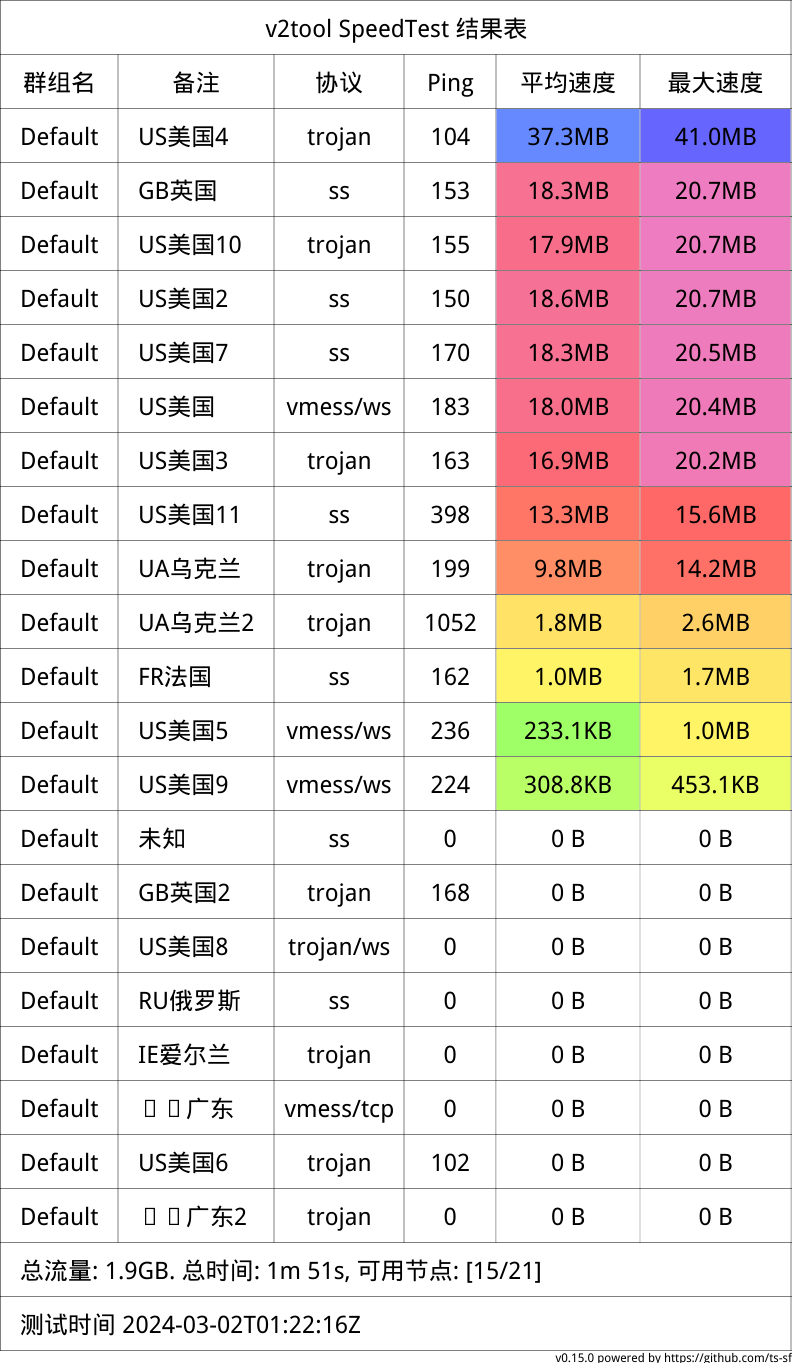 v2tool SpeedTest 结果表
群组名 备注 协议 Ping 平均速度 最大速度
Default US美国4 trojan 104 37.3MB 41.0MB
Default GB英国 ss 153 18.3MB 20.7MB
Default US美国10 trojan 155 17.9MB 20.7MB
Default US美国2 ss 150 18.6MB 20.7MB
Default US美国7 ss 170 18.3MB 20.5MB
Default US美国 vmess/ws 183 18.0MB 20.4MB
Default US美国3 trojan 163 16.9MB 20.2MB
Default US美国11 ss 398 13.3MB 15.6MB
Default UA乌克兰 trojan 199 9.8MB 14.2MB
Default UA乌克兰2 trojan 1052 1.8MB 2.6MB
Default FR法国 ss 162 1.0MB 1.7MB
Default US美国5 vmess/ws 236 233.1KB 1.0MB
Default US美国9 vmess/ws 224 308.8KB 453.1KB
Default 未知 ss 0 0 B 0 B
Default GB英国2 trojan 168 0 B 0 B
Default US美国8 trojan/ws 0 0 B 0 B
Default RU俄罗斯 ss 0 0 B 0 B
Default IE爱尔兰 trojan 0 0 B 0 B
Default 广东 vmess/tcp 0 0 B 0 B
Default US美国6 trojan 102 0 B 0 B
Default 广东2 trojan 0 0 B 0 B
总流量: 1.9GB. 总时间: 1m 51s, 可用节点: [15/21]
测试时间 2024-03-02T01:22:16Z
v0.15.0 powered by https://github.com/ts-sf